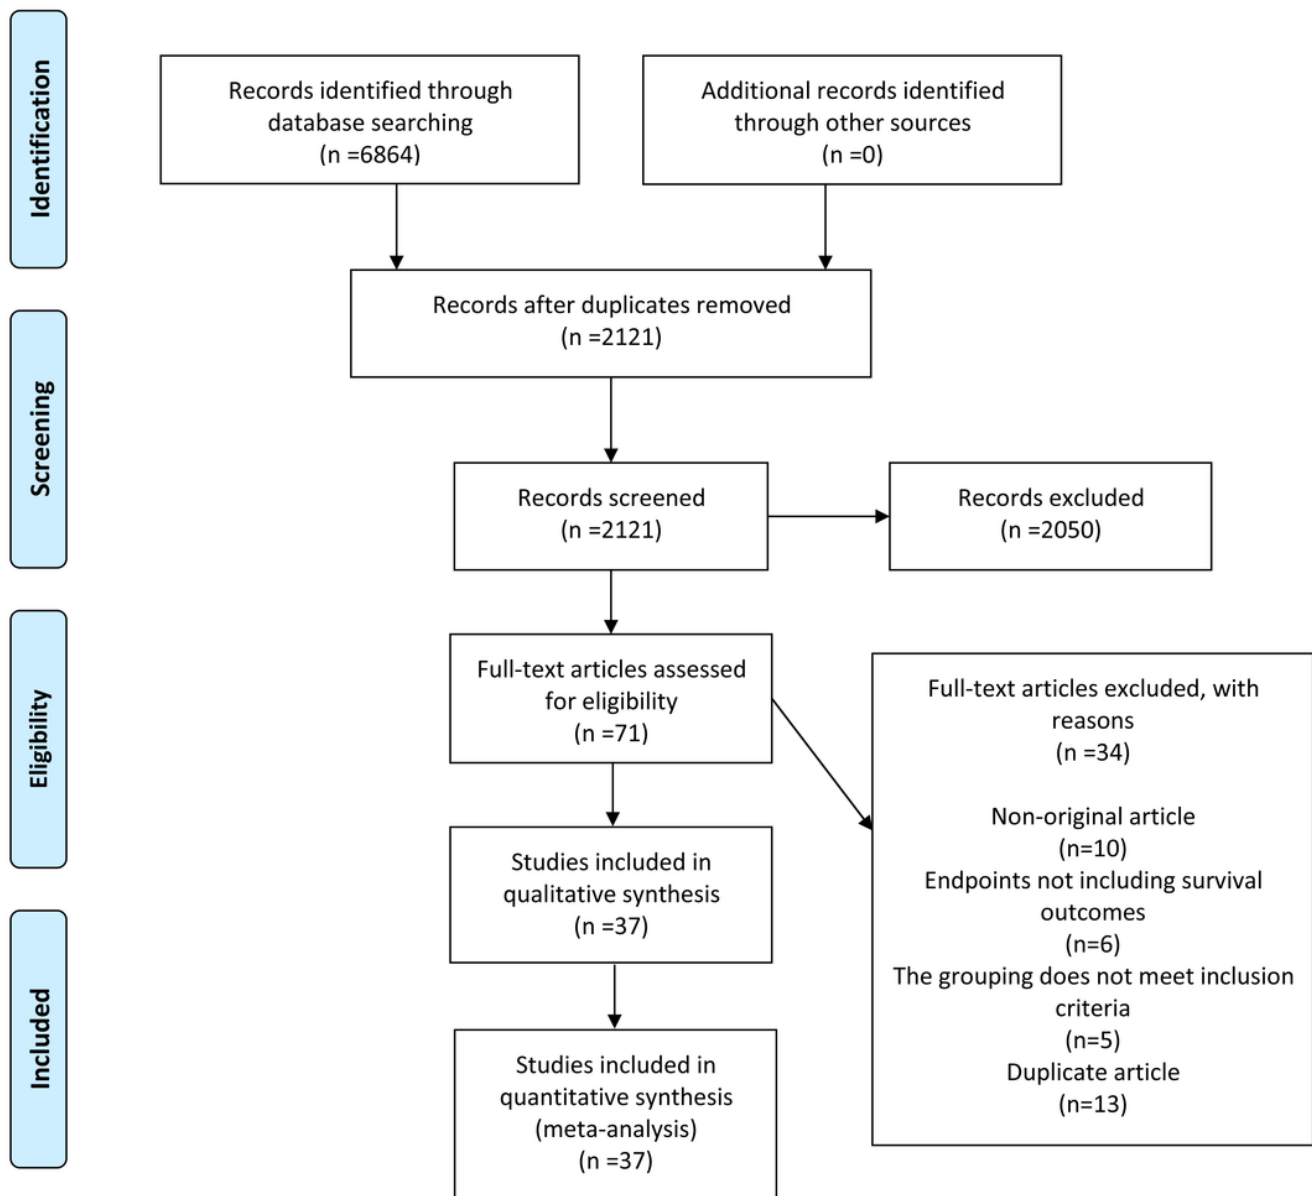 Identification
Records identified through
database searching
(n =6864)
Additional records identified
through other sources
(n =0)
Records after duplicates removed
(n =2121)
Screening
Records screened
(n =2121)
Records excluded
(n =2050)
Eligibility
Full-text articles assessed
for eligibility
(n =71)
Full-text articles excluded, with
reasons
(n =34)
Non-original article
(n=10)
Endpoints not including survival
outcomes
(n=6)
The grouping does not meet inclusion
criteria
(n=5)
Duplicate article
(n=13)
Studies included in
qualitative synthesis
(n =37)
Included
Studies included in
quantitative synthesis
(meta-analysis)
(n =37)